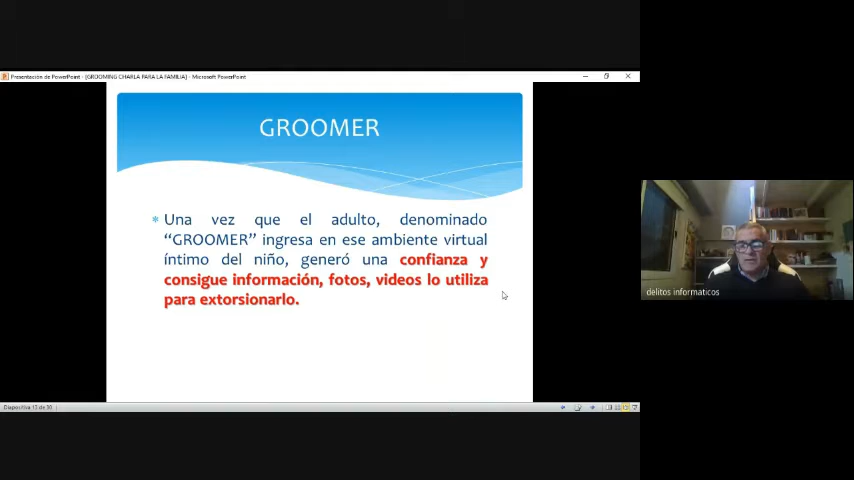 Presentación de PowerPoint - [GROOMING CHARLA PARA LA FAMILIA] - Microsoft PowerPoint
GROOMER
* Una vez que el adulto, denominado
“GROOMER” ingresa en ese ambiente virtual
íntimo del niño, generó una confianza y
consigue información, fotos, videos lo utiliza
para extorsionarlo.
delitos informaticos
Diapositiva 13 de 30